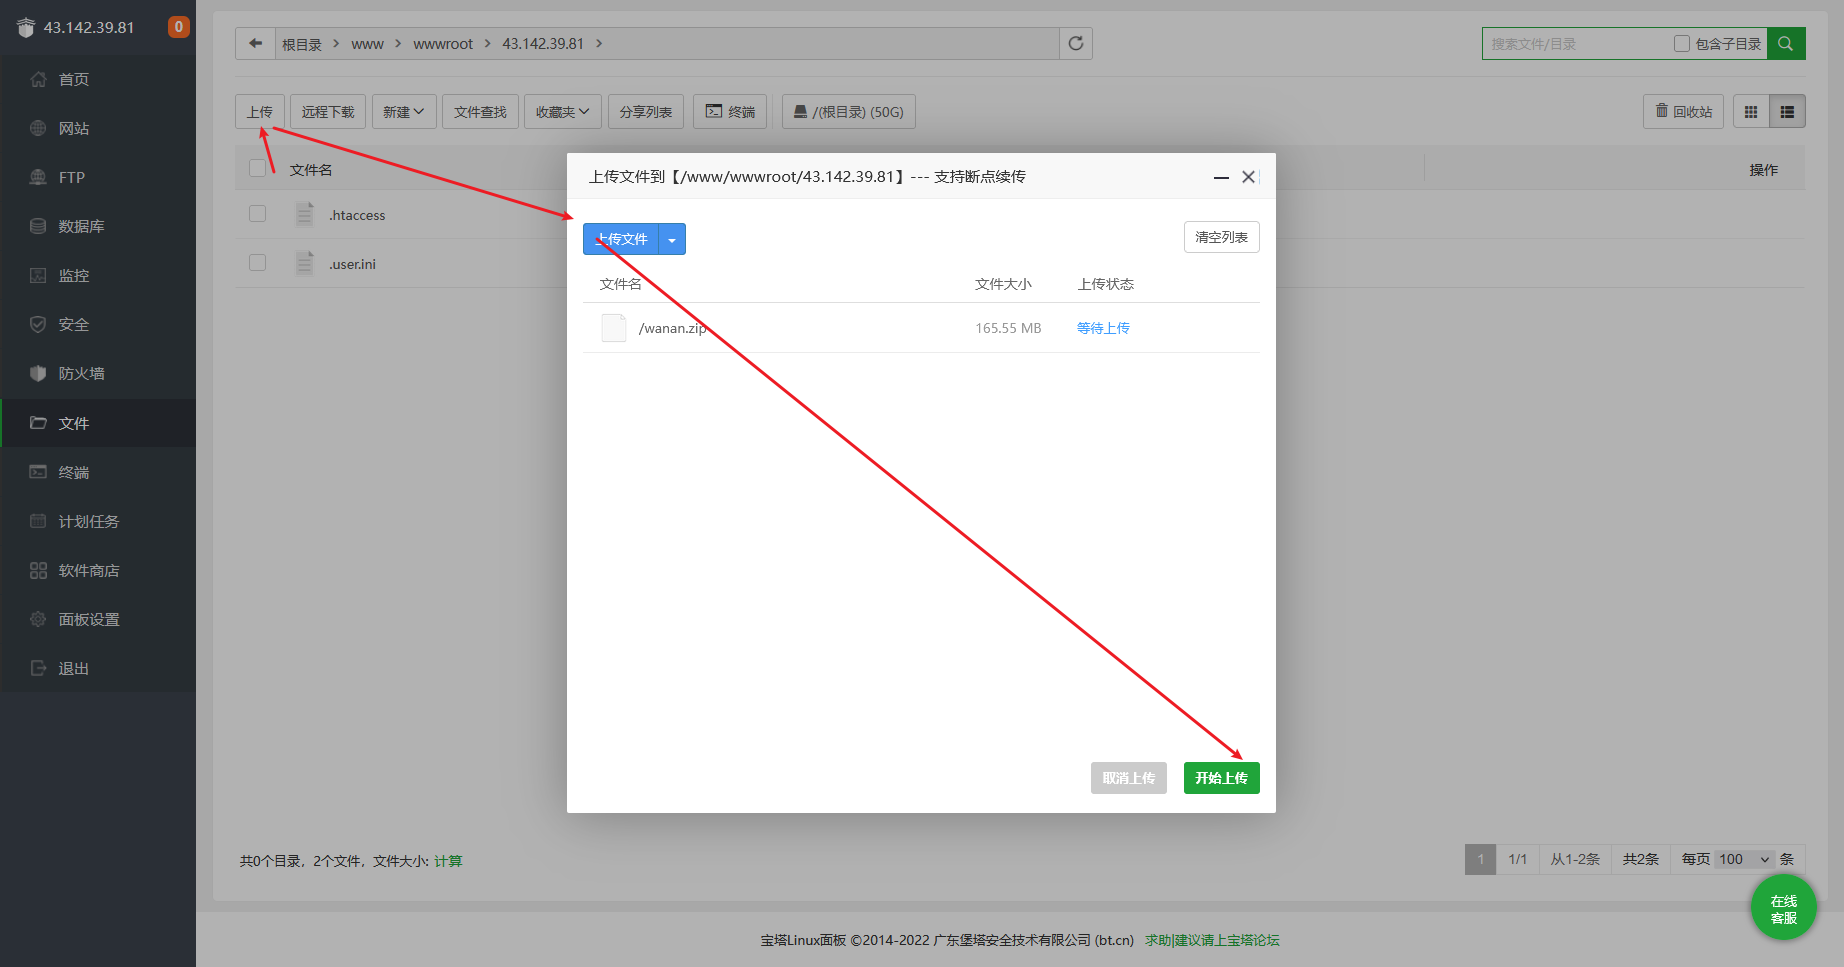 43.142.39.81
0
首页
网站
FTP
数据库
监控
安全
防火墙
文件
终端
计划任务
软件商店
面板设置
退出
根目录 > www > wwwroot > 43.142.39.81 >
搜索文件/目录
包含子目录
上传
远程下载
新建
文件查找
收藏夹
分享列表
终端
/(根目录) (50G)
回收站
文件名
操作
.htaccess
.user.ini
上传文件到【/www/wwwroot/43.142.39.81】--- 支持断点续传
上传文件
清空列表
文件名 文件大小 上传状态
/wanan.zip 165.55 MB 等待上传
取消上传
开始上传
共0个目录，2个文件，文件大小: 计算
1 1/1 从1-2条 共2条 每页 100 条
在线
客服
宝塔Linux面板 ©2014-2022 广东堡塔安全技术有限公司 (bt.cn) 求助|建议请上宝塔论坛